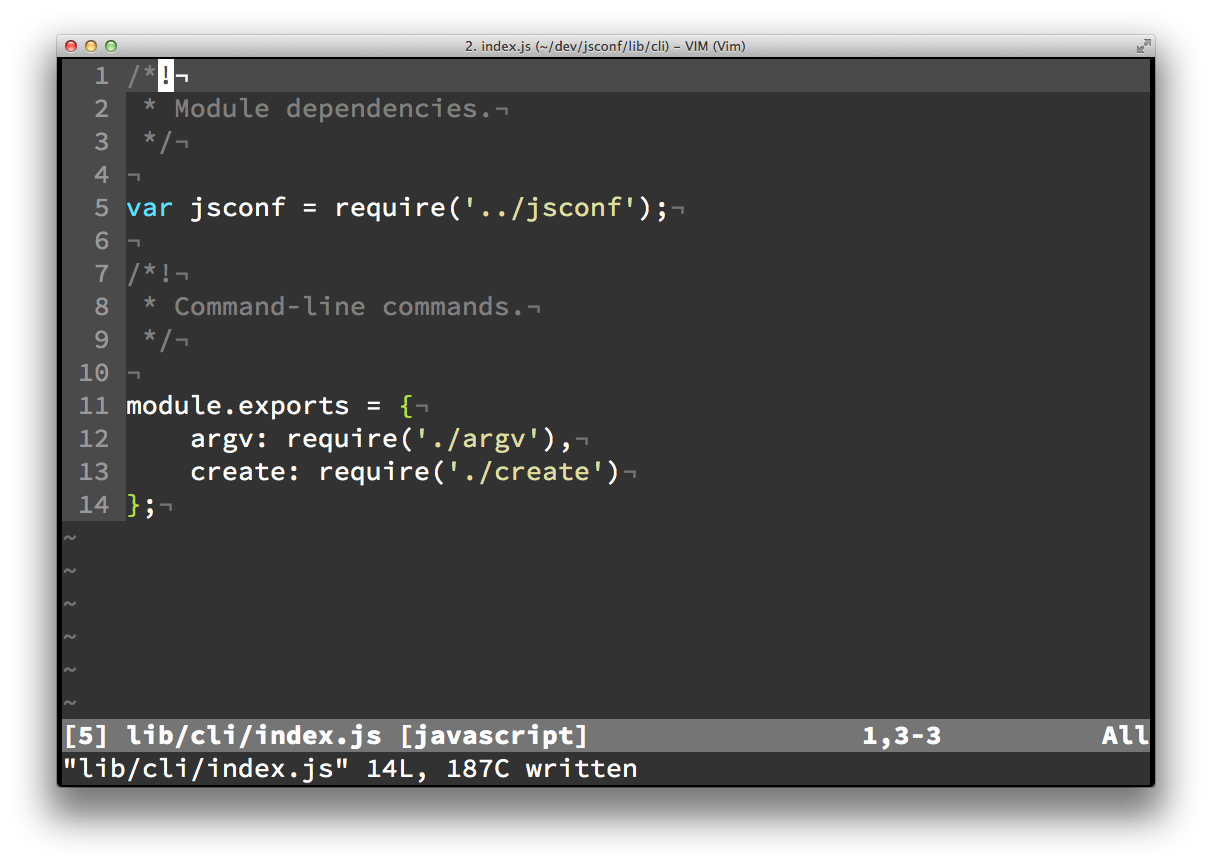 2. index.js (~/dev/jsconf/lib/cli) – VIM (Vim)
1 /*!¬
2  * Module dependencies.¬
3  */¬
4 ¬
5 var jsconf = require('../jsconf');¬
6 ¬
7 /*!¬
8  * Command-line commands.¬
9  */¬
10 ¬
11 module.exports = {¬
12     argv: require('./argv'),¬
13     create: require('./create')¬
14 };¬
~
~
~
~
~
~
[5] lib/cli/index.js [javascript] 1,3-3 All
"lib/cli/index.js" 14L, 187C written